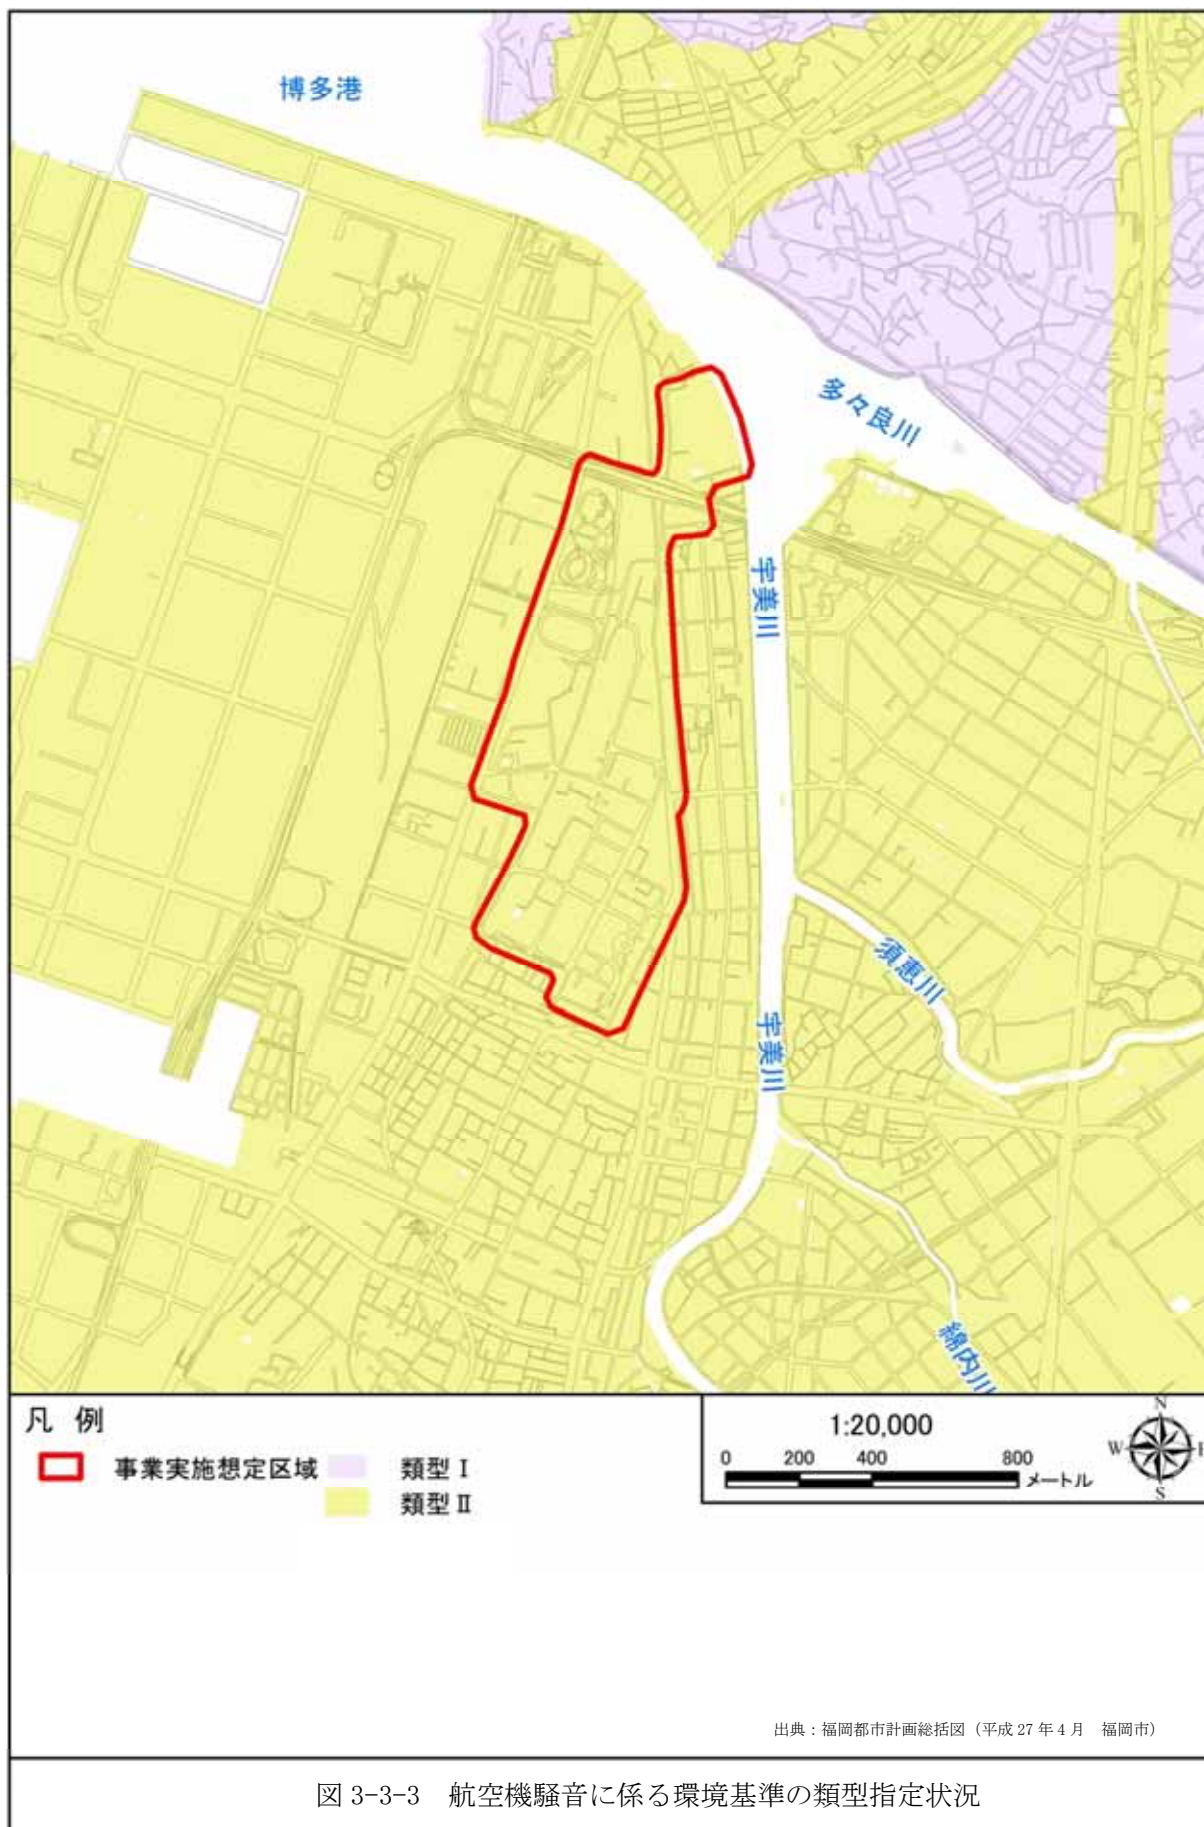 博多港
多々良川
宇美川
須恵川
宇美川
綿内川
凡 例
事業実施想定区域
類型Ⅰ
類型Ⅱ
1:20,000
0 200 400 800
メートル
N
W E
S
出典：福岡都市計画総括図（平成 27 年 4 月　福岡市）
図 3-3-3　航空機騒音に係る環境基準の類型指定状況